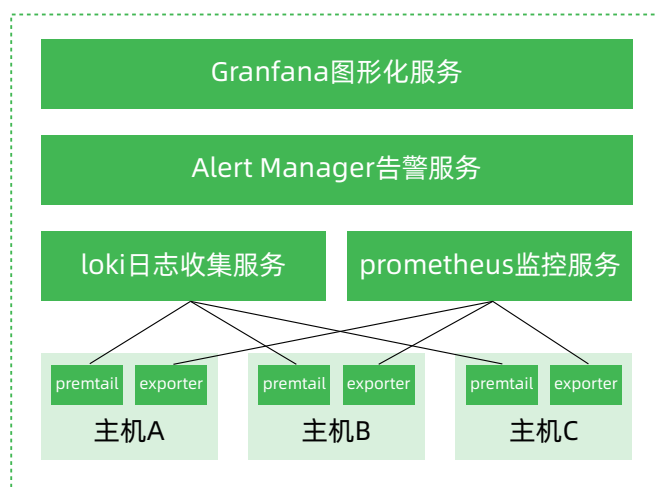 Granfana图形化服务
Alert Manager告警服务
loki日志收集服务
prometheus监控服务
premtail
exporter
主机A
premtail
exporter
主机B
premtail
exporter
主机C